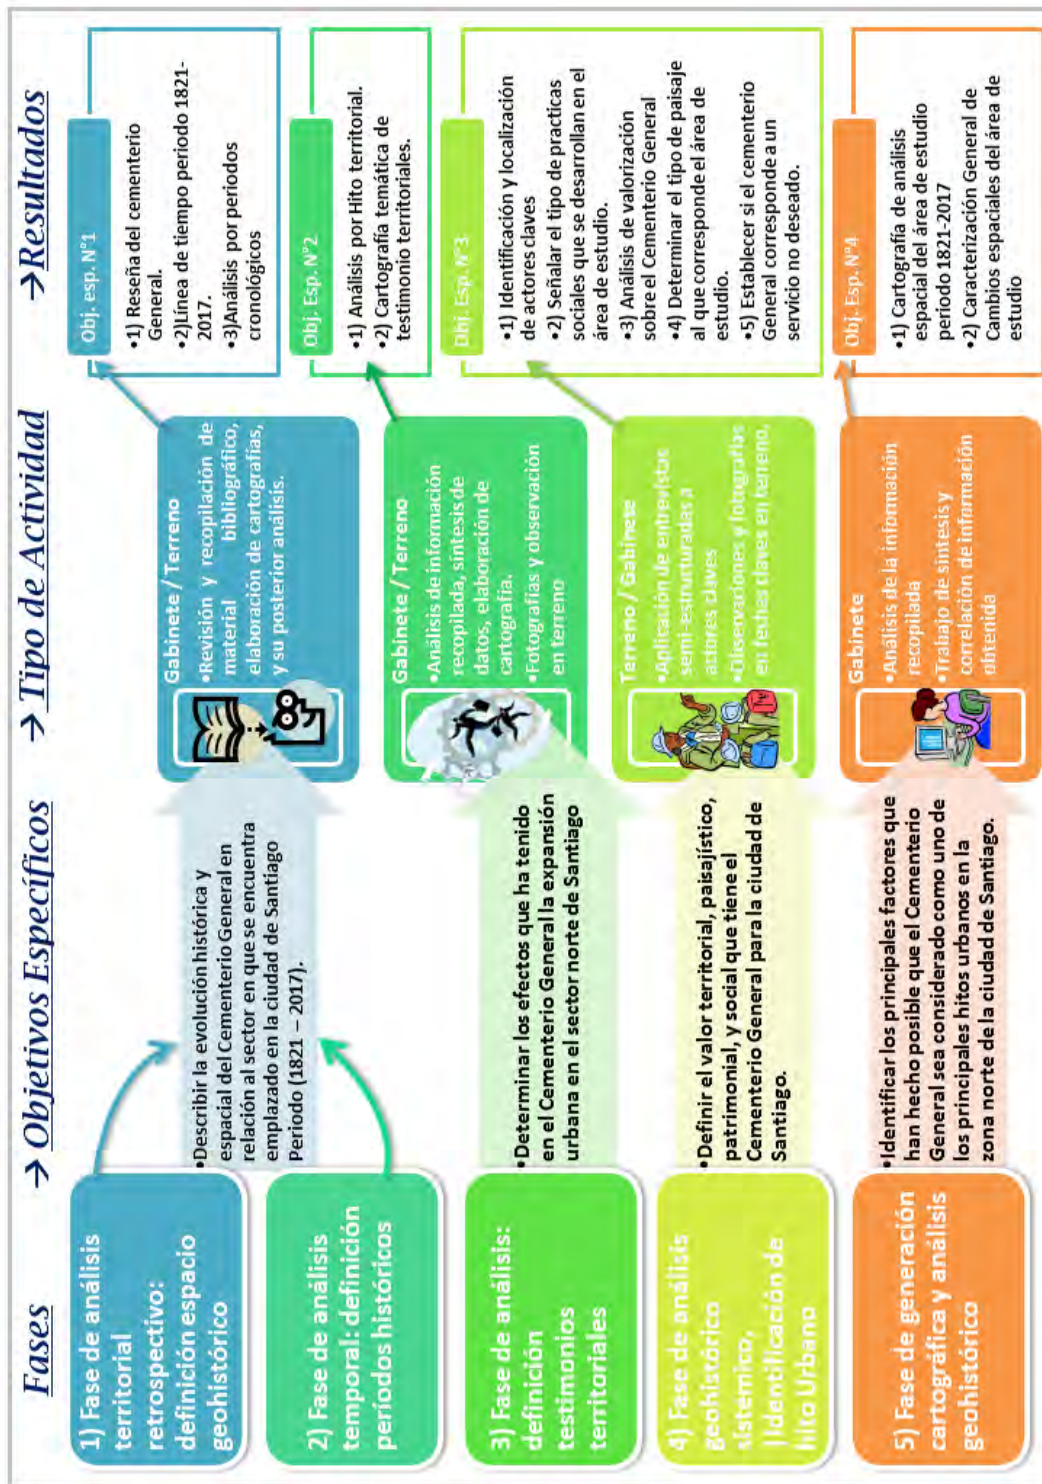 Fases
→ Objetivos Específicos
→ Tipo de Actividad
→Resultados
1) Fase de análisis
territorial
retrospectivo:
definición espacio
geohistórico
2) Fase de análisis
temporal: definición
períodos históricos
•Describir la evolución histórica y
espacial del Cementerio General en
relación al sector en que se encuentra
emplazado en la ciudad de Santiago
Periodo (1821 – 2017).
Gabinete / Terreno
•Revisión y recopilación de
material bibliográfico,
elaboración de cartografías,
y su posterior análisis.
Obj. esp. N°1
•1) Reseña del cementerio
General.
•2)Línea de tiempo periodo 1821-
2017.
•3)Análisis por periodos
cronológicos
3) Fase de análisis:
definición
testimonios
territoriales
•Determinar los efectos que ha tenido
en el Cementerio General la expansión
urbana en el sector norte de Santiago
Gabinete / Terreno
•Análisis de información
recopilada, síntesis de
datos, elaboración de
cartografía.
•Fotografías y observación
en terreno
Obj. Esp. N°2
•1) Análisis por Hito territorial.
•2) Cartografía temática de
testimonio territoriales.
4) Fase de análisis
geohistórico
sistémico,
|Identificación de
hito Urbano
•Definir el valor territorial, paisajístico,
patrimonial, y social que tiene el
Cementerio General para la ciudad de
Santiago.
Terreno / Gabinese
•Aplicación de entrevistas
semi-estructuradas a
actores claves
•Observaciones y fotografías
en fechas claves en terreno.
Obj. Esp. N°3
•1) Identificación y localización
de actores claves
•2) Señalar el tipo de practicas
sociales que se desarrollan en el
área de estudio.
•3) Análisis de valorización
sobre el Cementerio General
•4) Determinar el tipo de paisaje
al que corresponde el área de
estudio.
•5) Establecer si el cementerio
General corresponde a un
servicio no deseado.
5) Fase de generación
cartográfica y análisis
geohistórico
•Identificar los principales factores que
han hecho posible que el Cementerio
General sea considerado como uno de
los principales hitos urbanos en la
zona norte de la ciudad de Santiago.
Gabinete
•Análisis de la información
recopilada
•Trabajo de síntesis y
correlación de información
obtenida
Obj. Esp. N°4
•1) Cartografía de análisis
espacial del área de estudio
periodo 1821-2017
•2) Caracterización General de
Cambios espaciales del área de
estudio